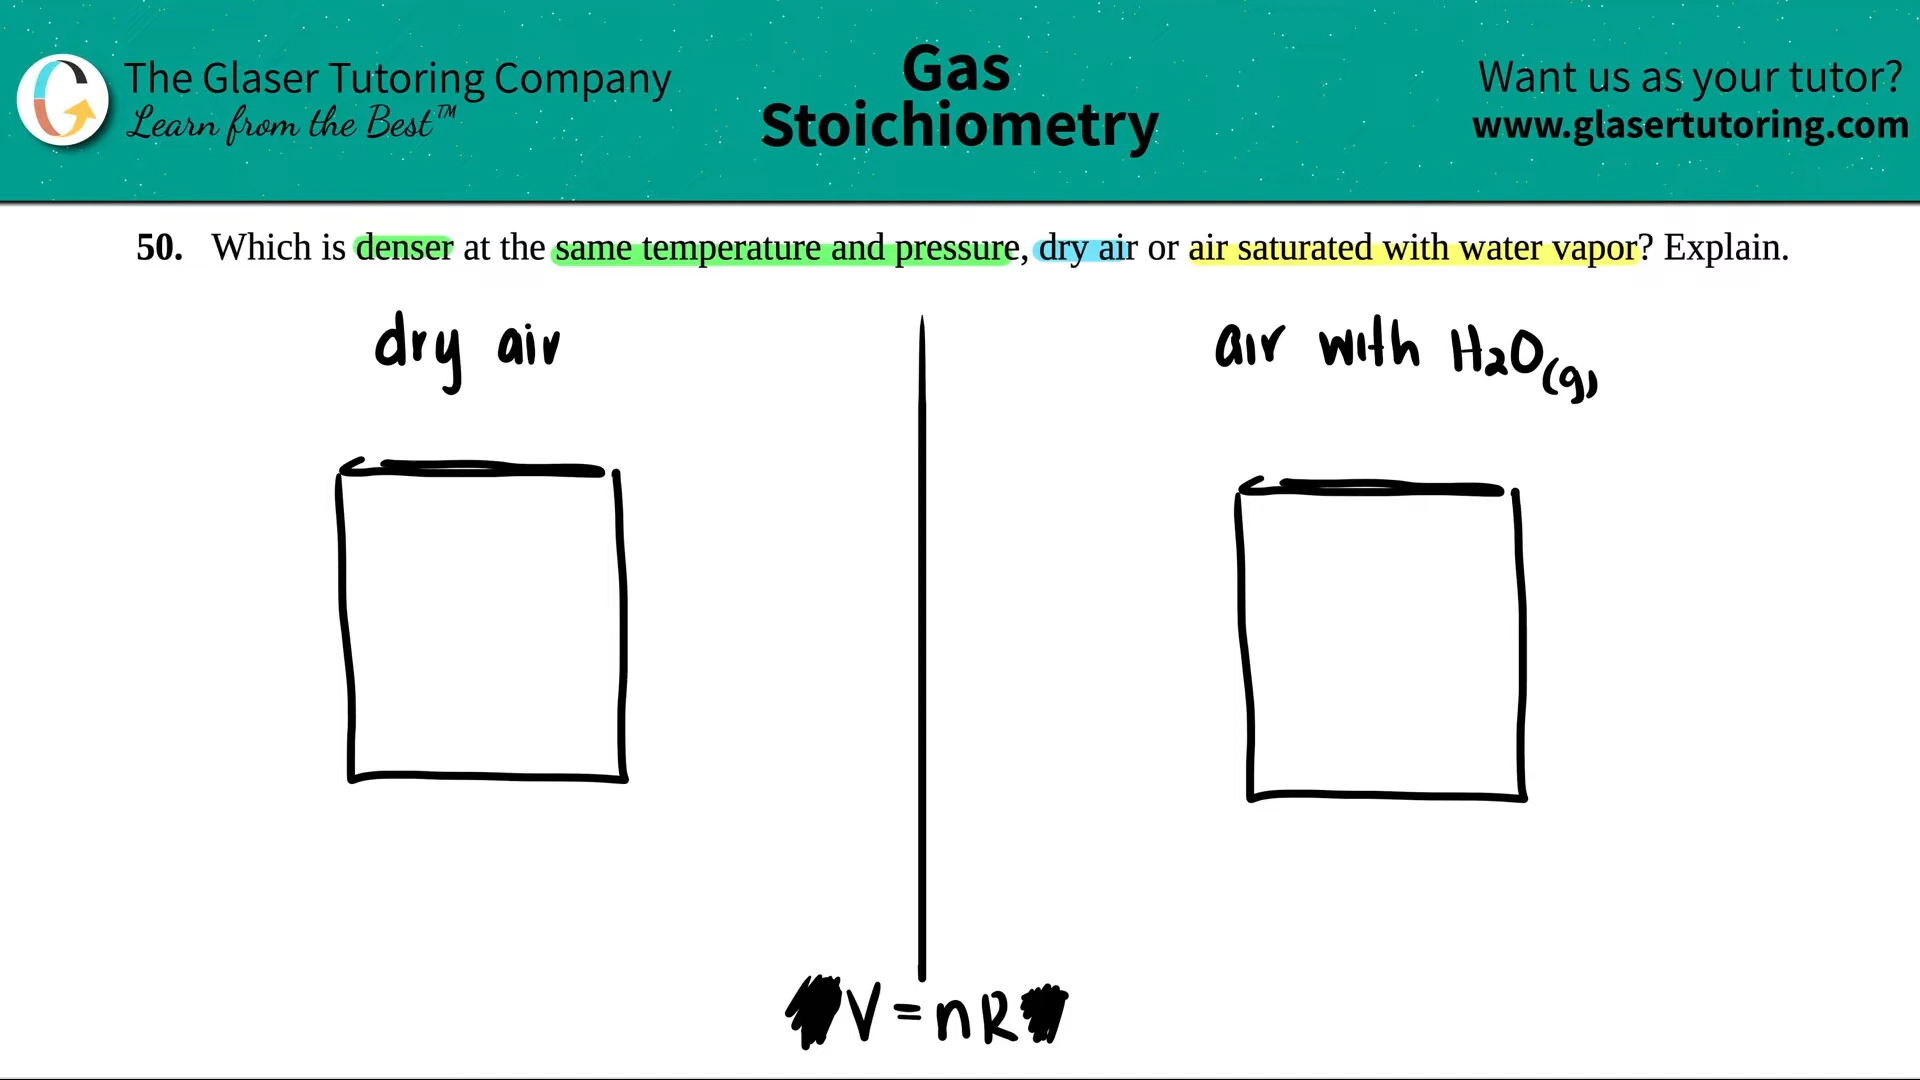 The Glaser Tutoring Company
Learn from the Best™
Gas
Stoichiometry
Want us as your tutor?
www.glasertutoring.com
50. Which is denser at the same temperature and pressure, dry air or air saturated with water vapor? Explain.
dry air
air with H₂O(g)
V = nR